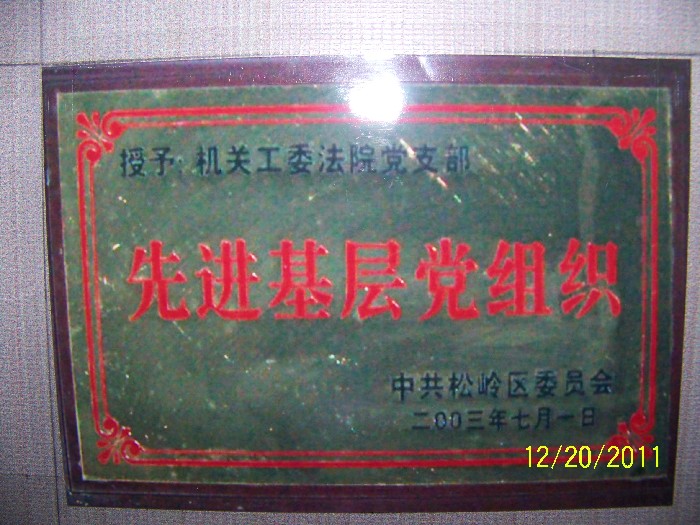 授予 机关工委法院党支部
先进基层党组织
中共松岭区委员会
二00三年七月一日
12/20/2011